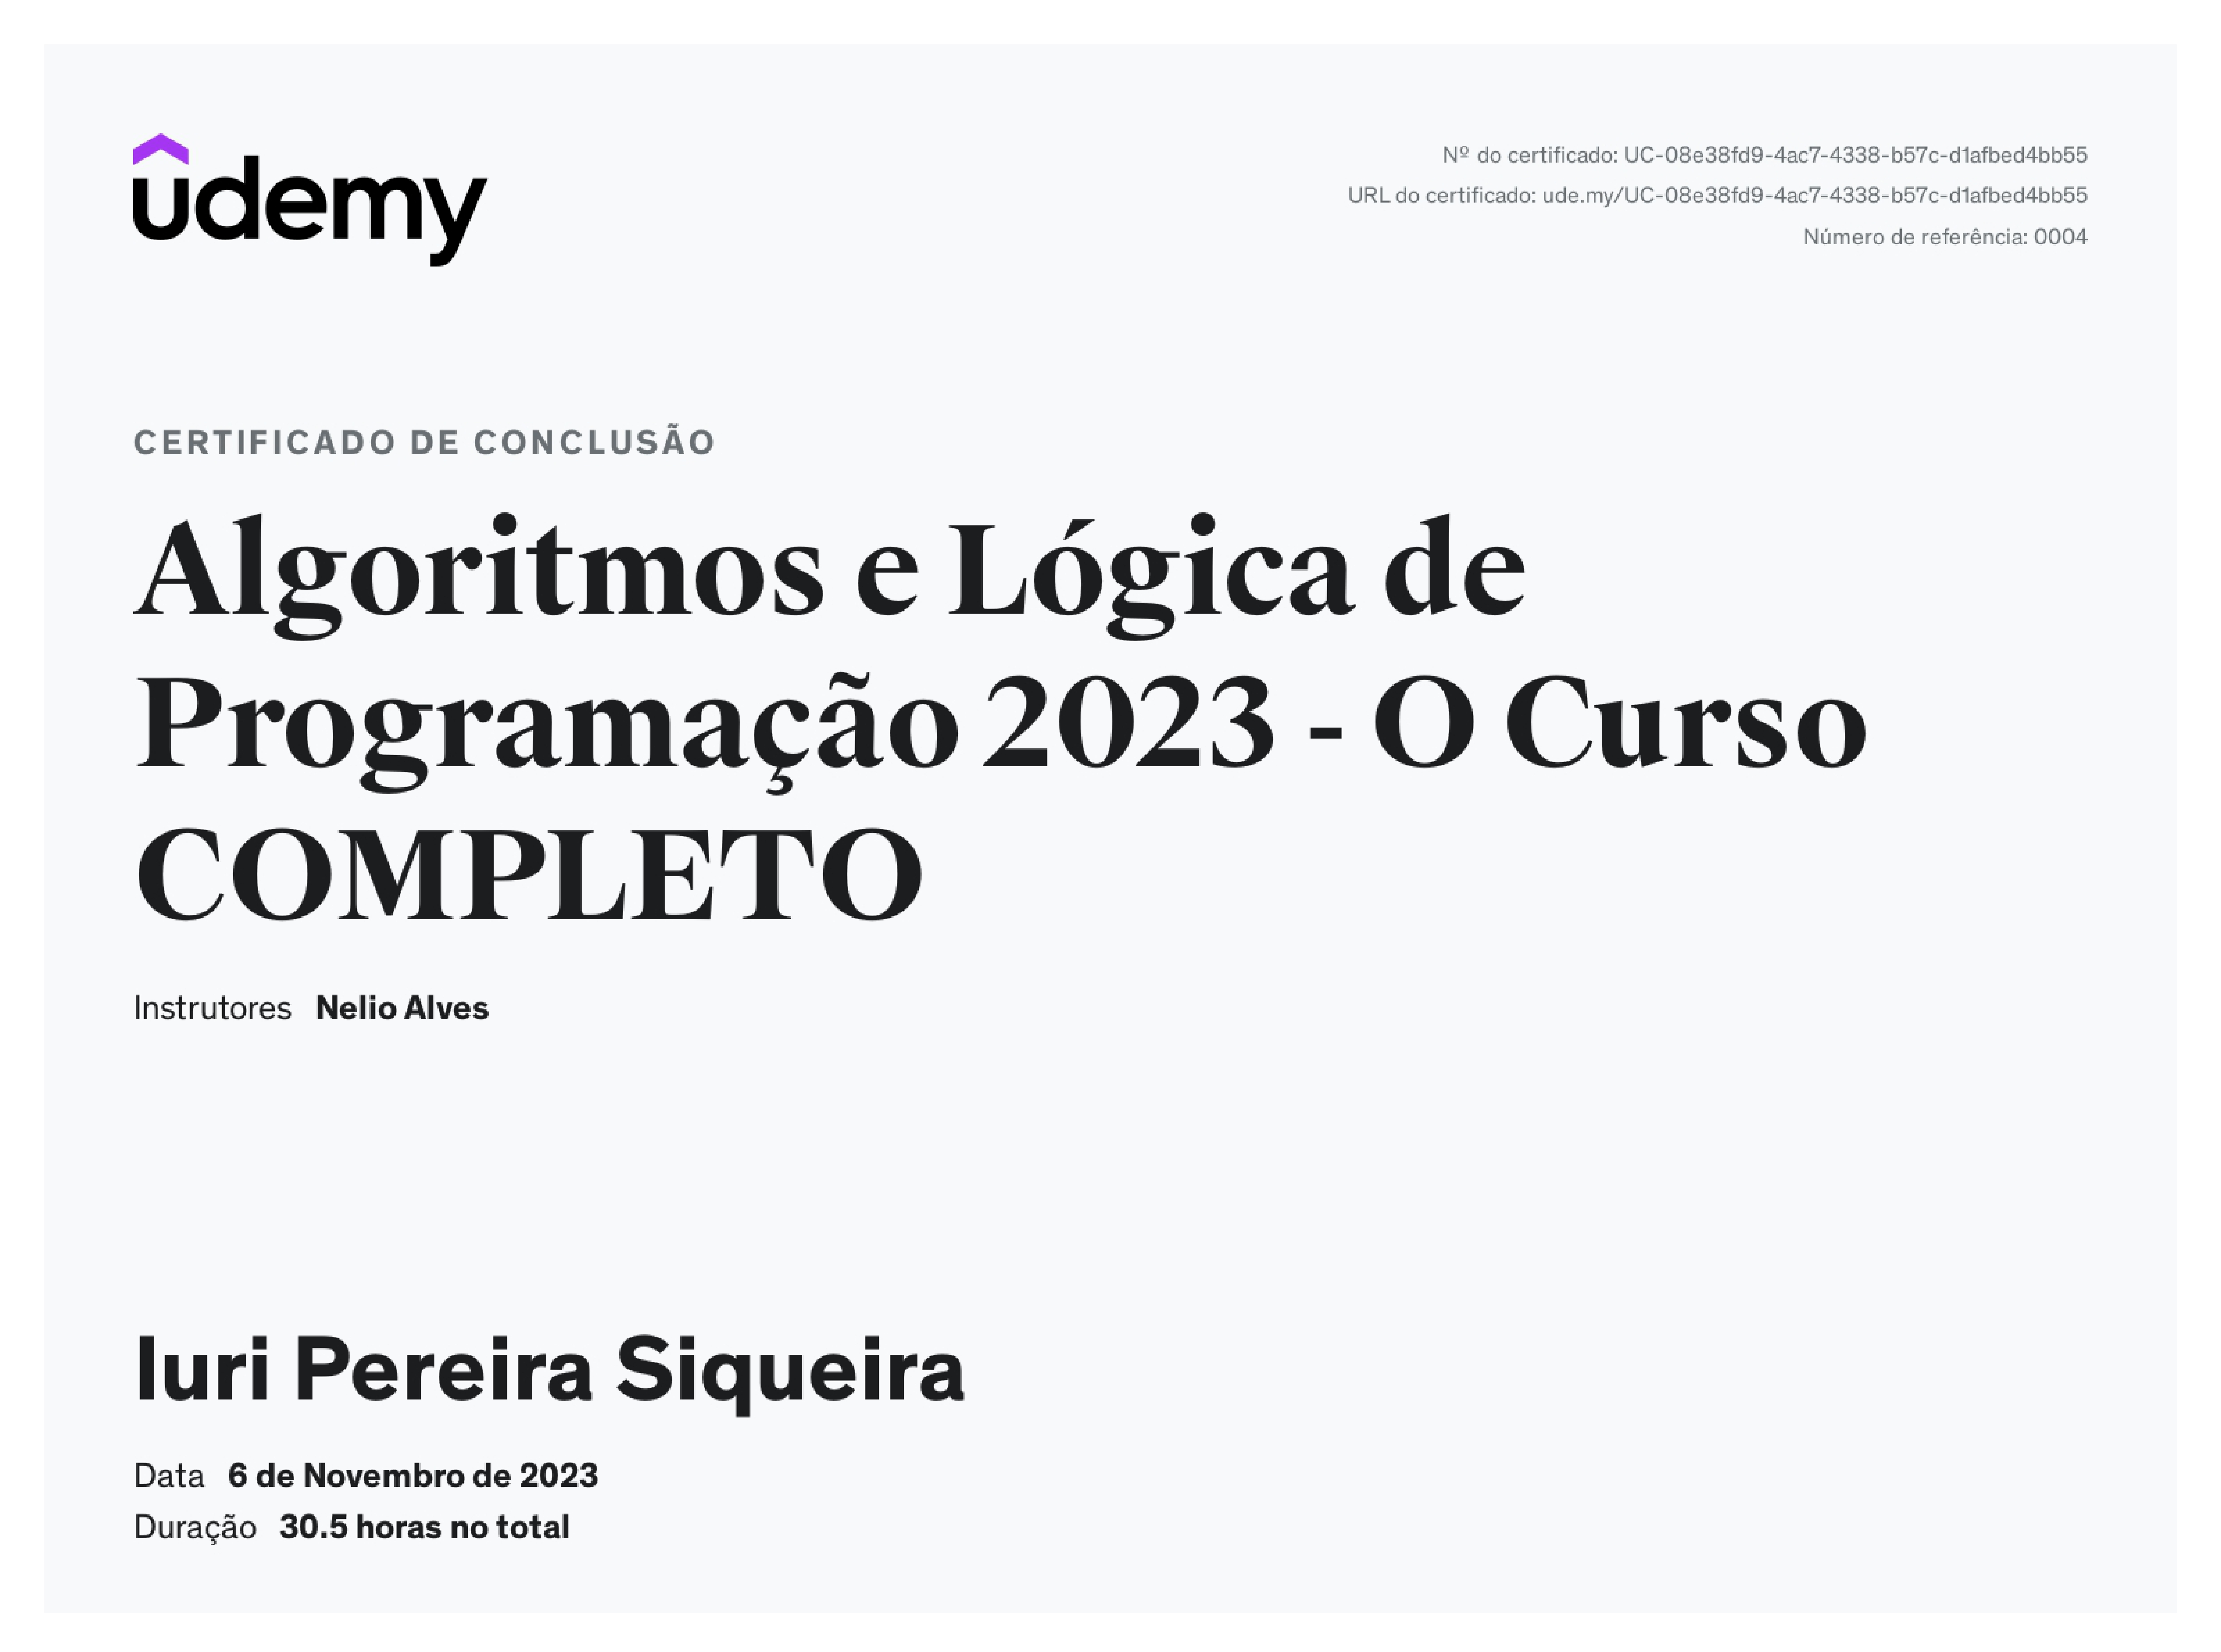 udemy
Nº do certificado: UC-08e38fd9-4ac7-4338-b57c-d1afbed4bb55
URL do certificado: ude.my/UC-08e38fd9-4ac7-4338-b57c-d1afbed4bb55
Número de referência: 0004
CERTIFICADO DE CONCLUSÃO
Algoritmos e Lógica de
Programação 2023 - O Curso
COMPLETO
Instrutores Nelio Alves
Iuri Pereira Siqueira
Data 6 de Novembro de 2023
Duração 30.5 horas no total